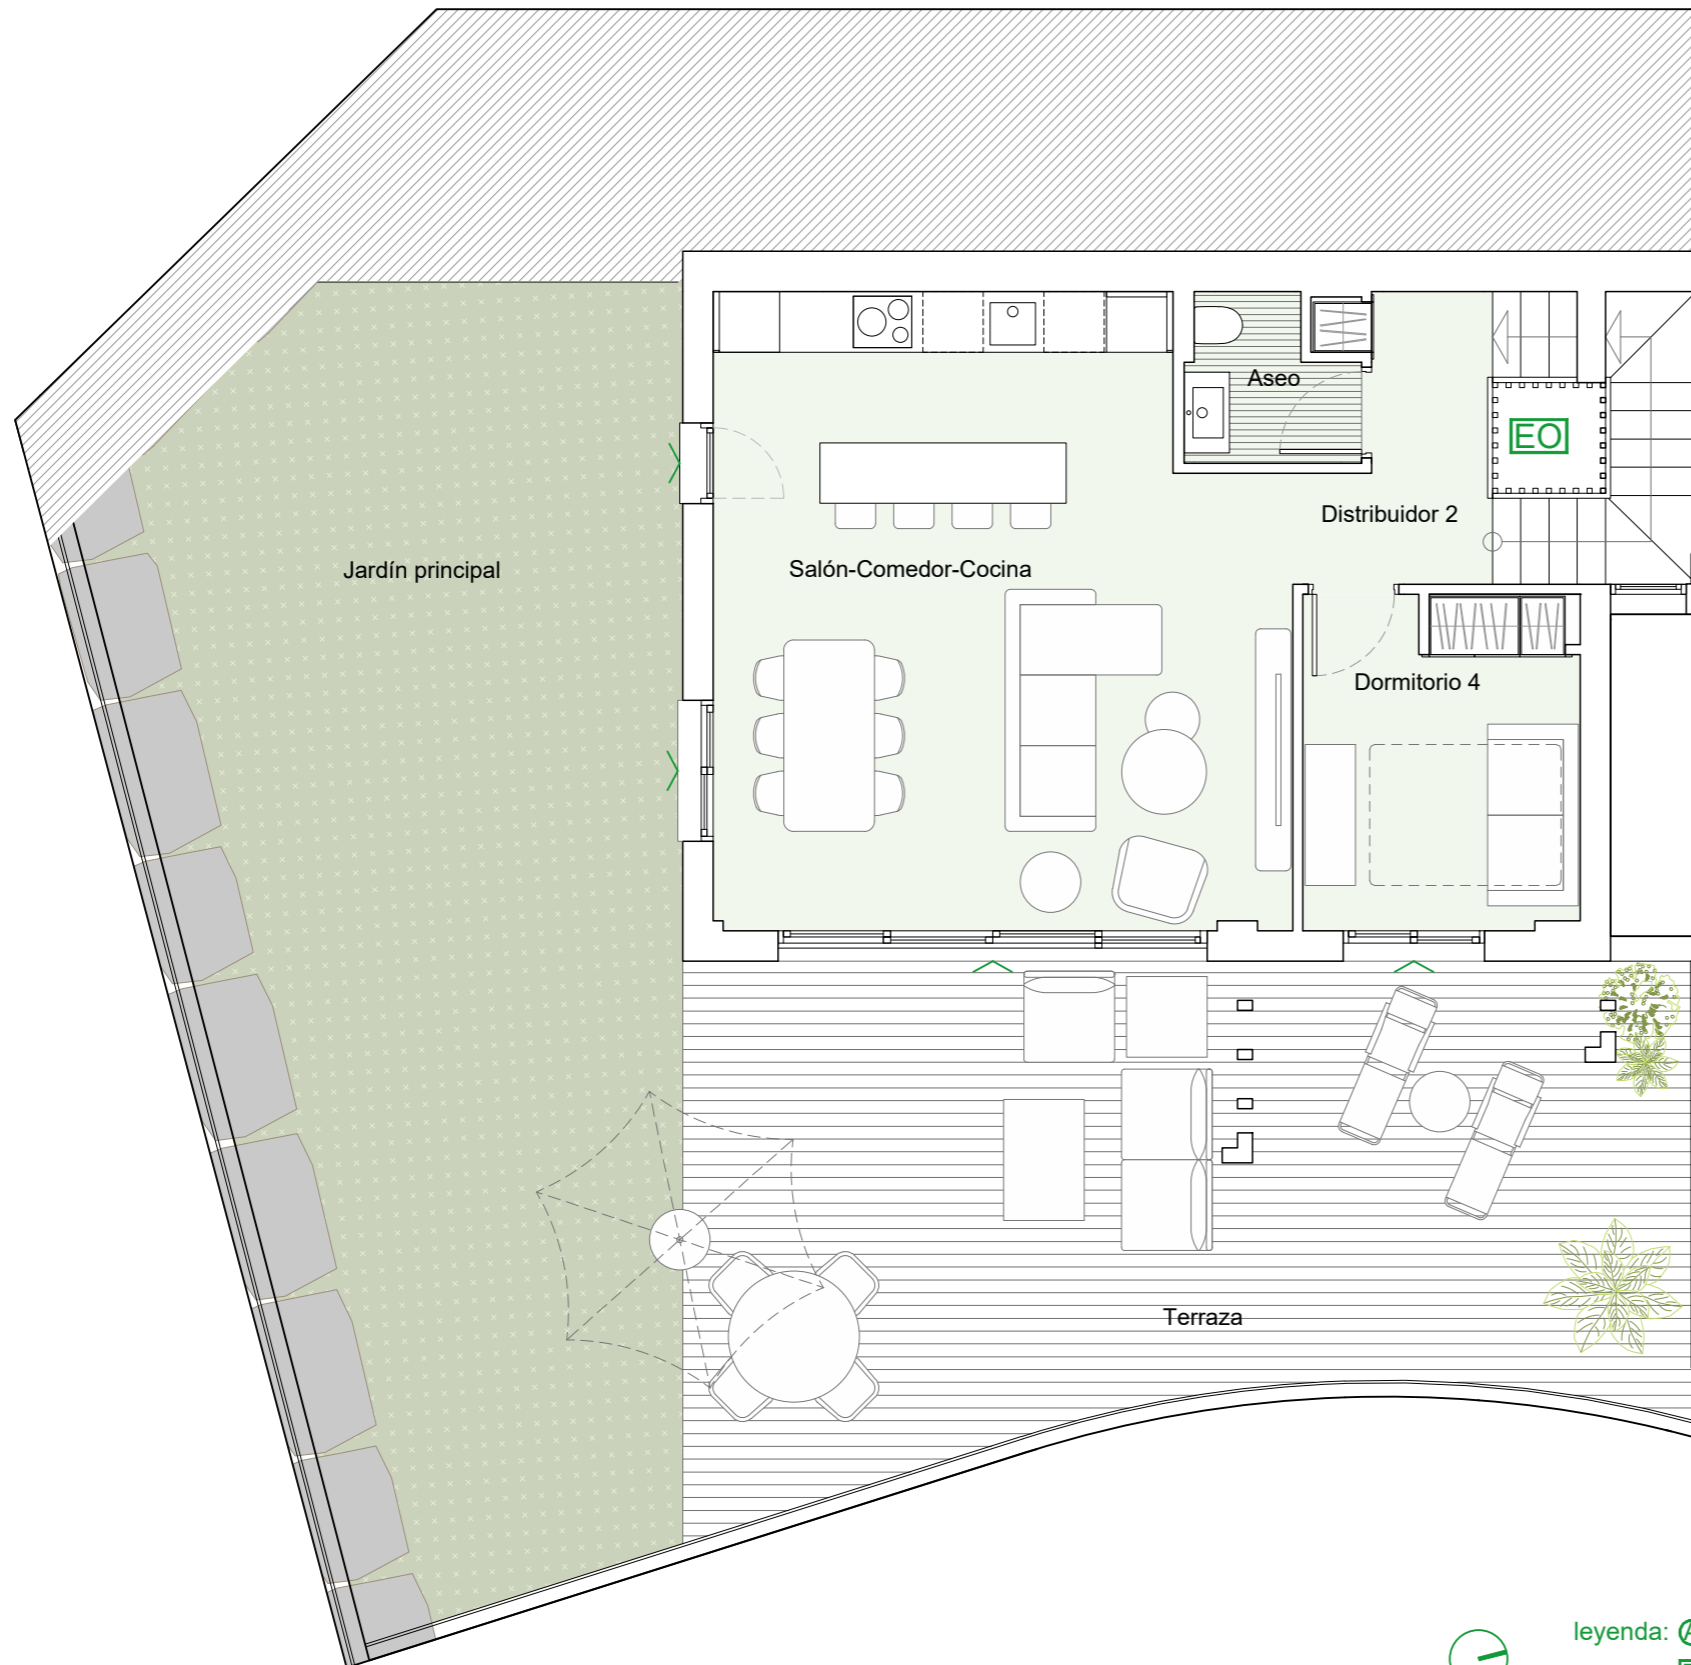 Aseo
EO
Distribuidor 2
Jardín principal
Salón-Comedor-Cocina
Dormitorio 4
Terraza
leyenda: